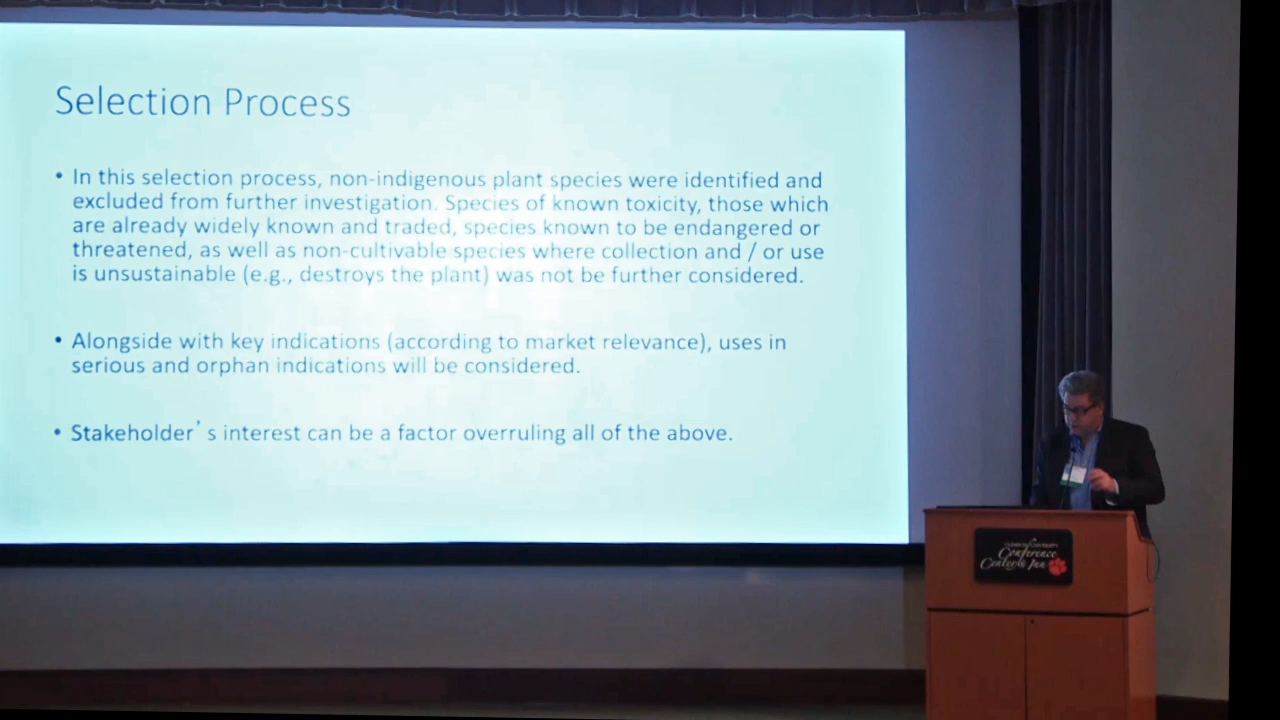 Selection Process
• In this selection process, non-indigenous plant species were identified and
excluded from further investigation. Species of known toxicity, those which
are already widely known and traded, species known to be endangered or
threatened, as well as non-cultivable species where collection and / or use
is unsustainable (e.g., destroys the plant) was not be further considered.
• Alongside with key indications (according to market relevance), uses in
serious and orphan indications will be considered.
• Stakeholder's interest can be a factor overruling all of the above.
Conference
Center & Inn